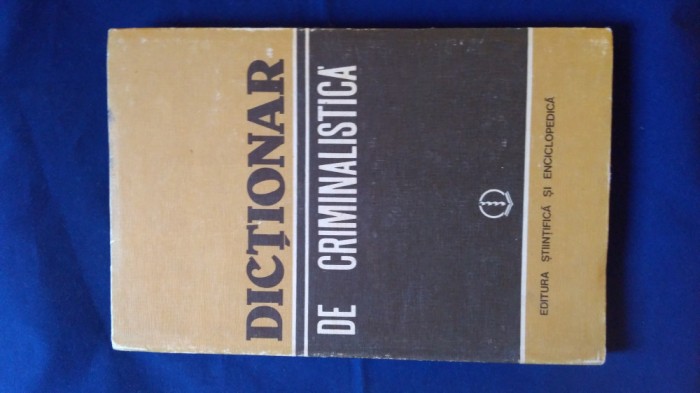 DICȚIONAR
DE CRIMINALISTICĂ
EDITURA ȘTIINȚIFICĂ ȘI ENCICLOPEDICĂ